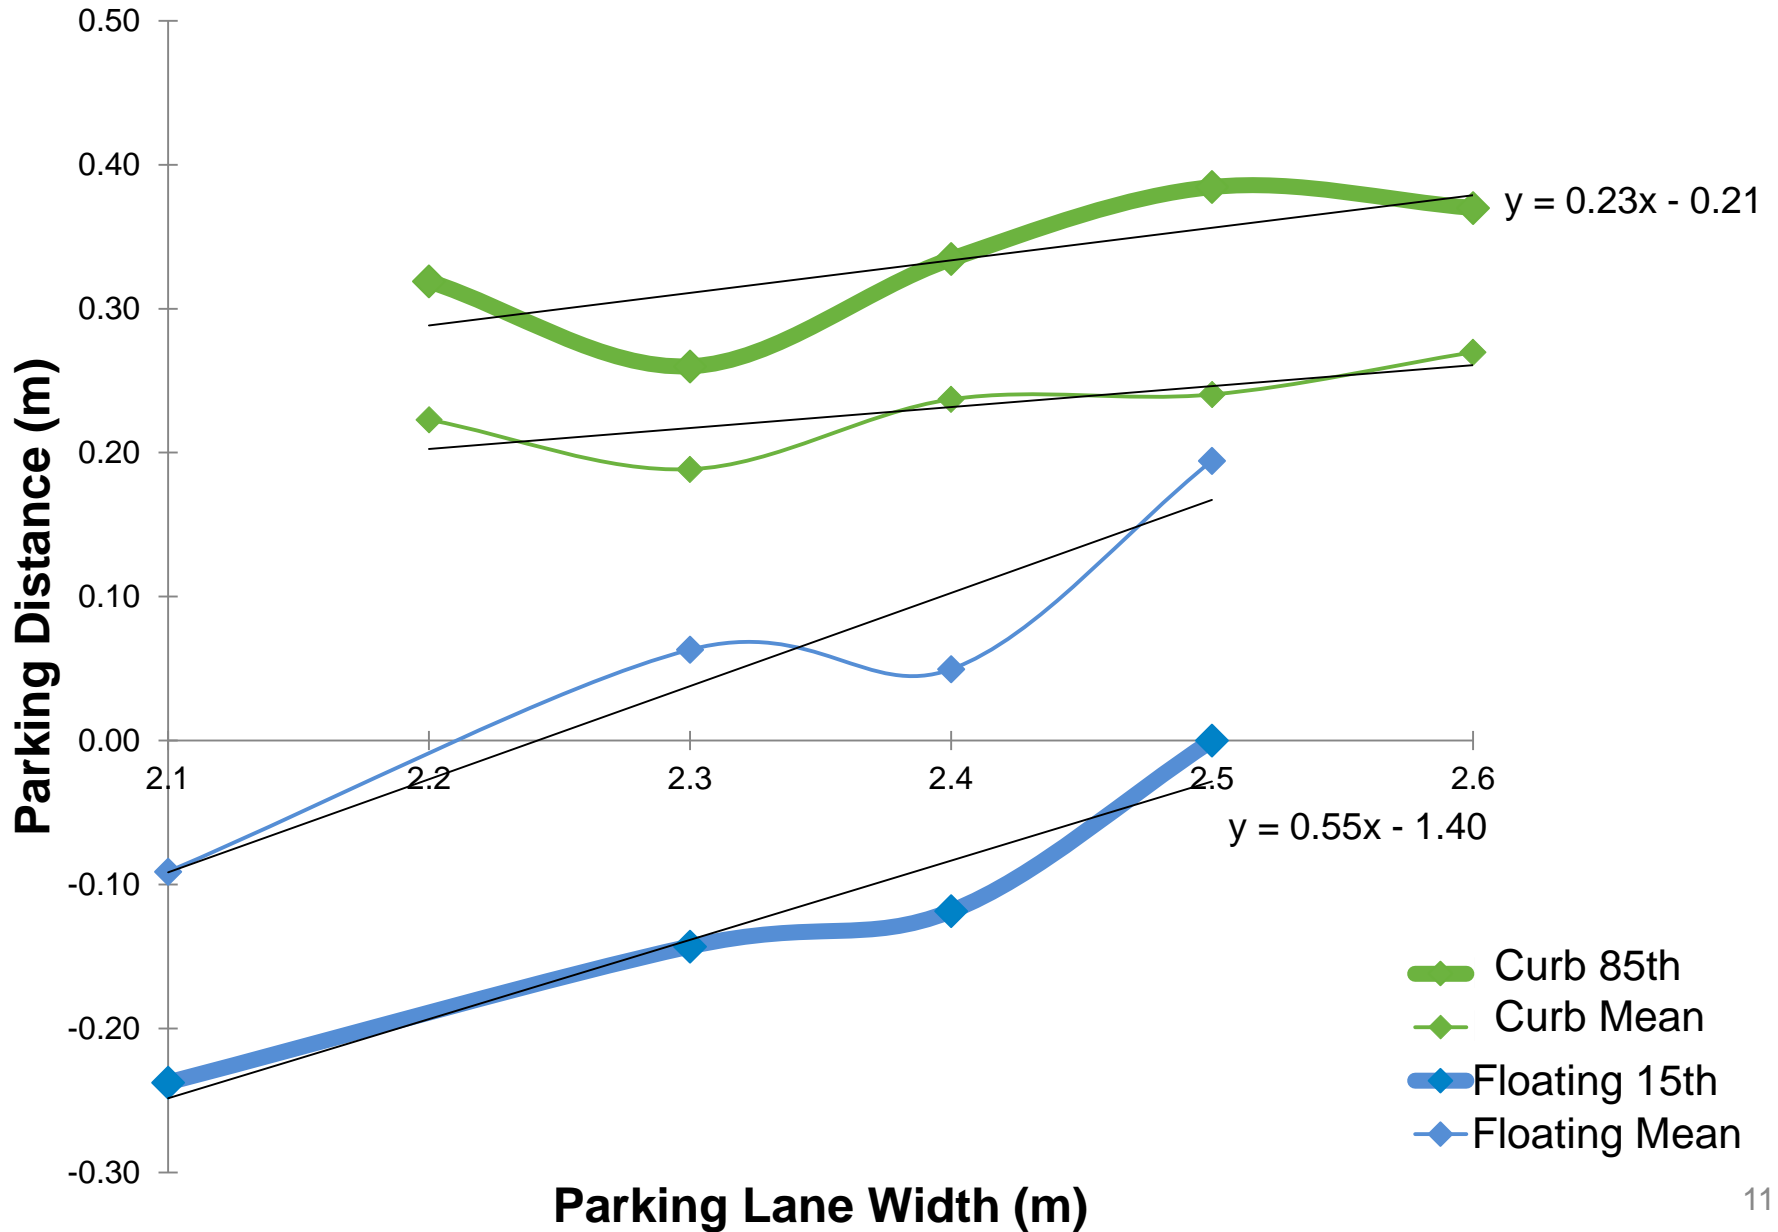 0.50
0.40
0.30
0.20
0.10
0.00
-0.10
-0.20
-0.30
2.1
2.2
2.3
2.4
2.5
2.6
Parking Distance (m)
Parking Lane Width (m)
y = 0.23x - 0.21
y = 0.55x - 1.40
Curb 85th
Curb Mean
Floating 15th
Floating Mean
11